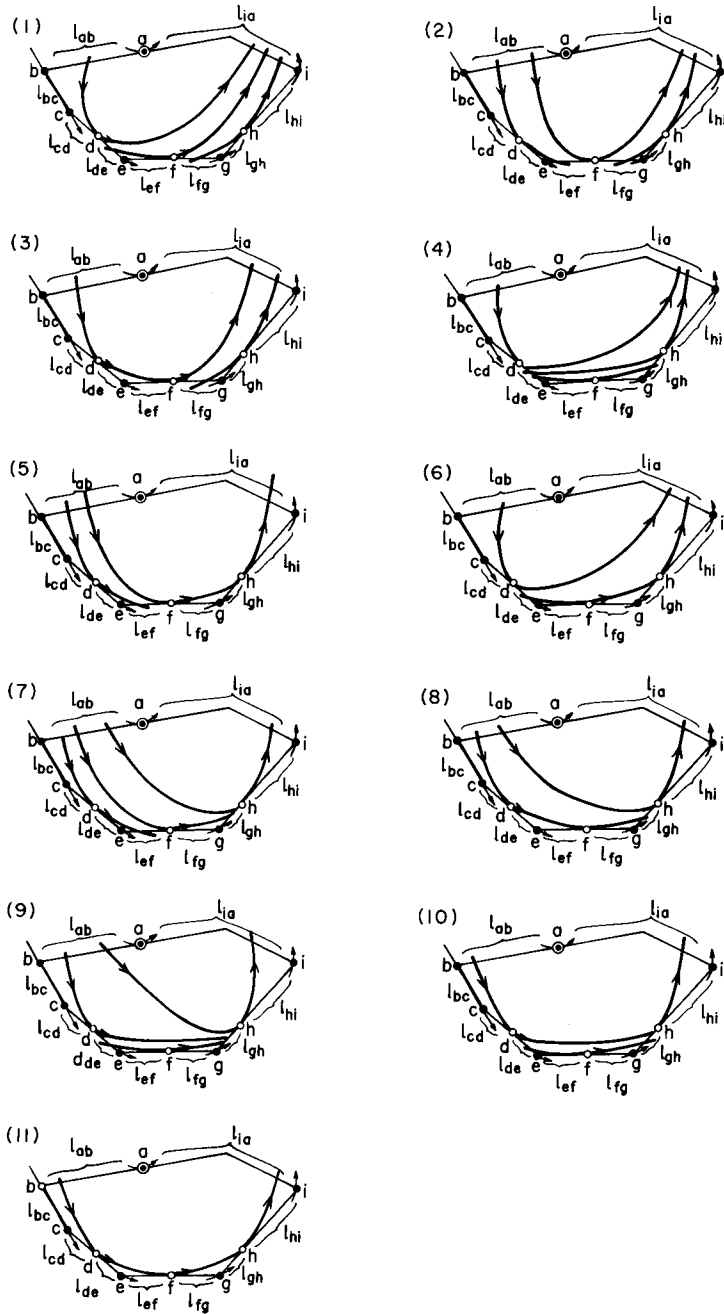 (1) l_ab a l_ia
b i
l_bc c l_cd d l_de e l_ef f l_fg g l_gh h l_hi
(2) l_ab a l_ia
b i
l_bc c l_cd d l_de e l_ef f l_fg g l_gh h l_hi
(3) l_ab a l_ia
b i
l_bc c l_cd d l_de e l_ef f l_fg g l_gh h l_hi
(4) l_ab a l_ia
b i
l_bc c l_cd d l_de e l_ef f l_fg g l_gh h l_hi
(5) l_ab a l_ia
b i
l_bc c l_cd d l_de e l_ef f l_fg g l_gh h l_hi
(6) l_ab a l_ia
b i
l_bc c l_cd d l_de e l_ef f l_fg g l_gh h l_hi
(7) l_ab a l_ia
b i
l_bc c l_cd d l_de e l_ef f l_fg g l_gh h l_hi
(8) l_ab a l_ia
b i
l_bc c l_cd d l_de e l_ef f l_fg g l_gh h l_hi
(9) l_ab a l_ia
b i
l_bc c l_cd d d_de e l_ef f l_fg g l_gh h l_hi
(10) l_ab a l_ia
b i
l_bc c l_cd d l_de e l_ef f l_fg g l_gh h l_hi
(11) l_ab a l_ia
b i
l_bc c l_cd d l_de e l_ef f l_fg g l_gh h l_hi